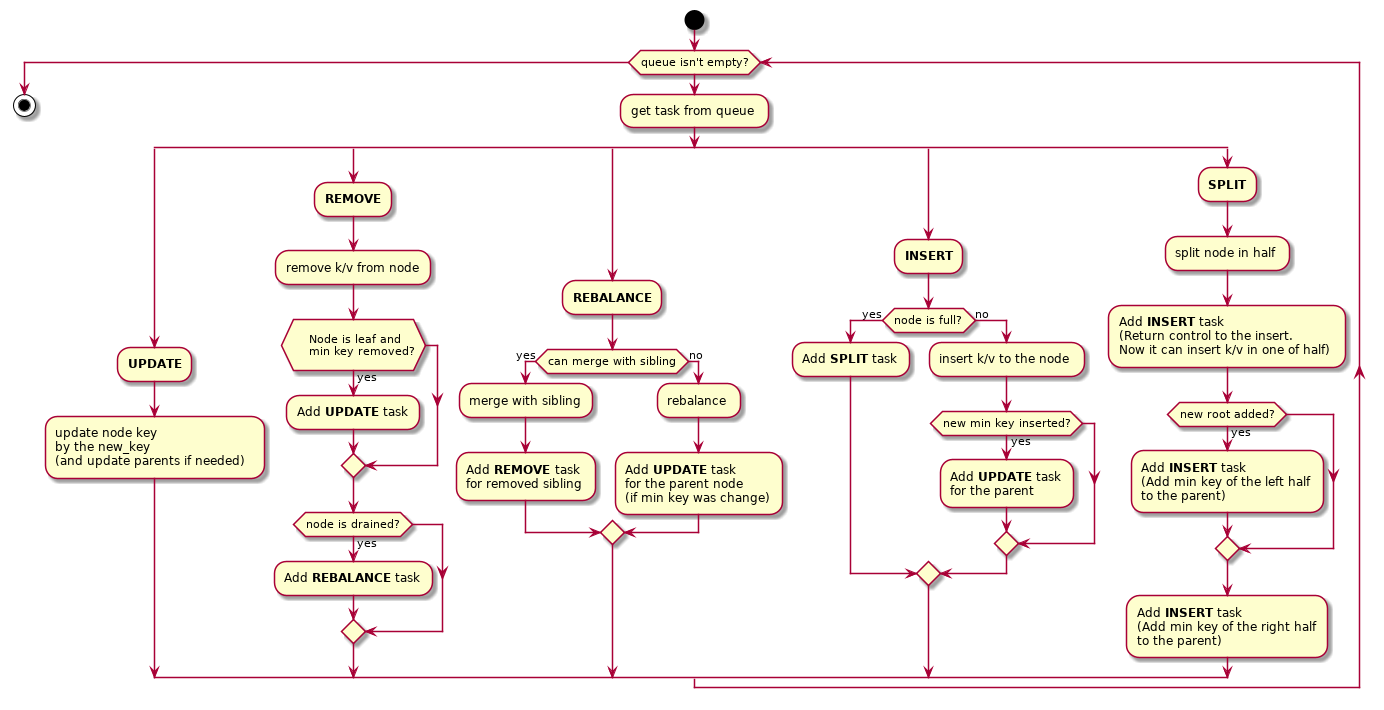 queue isn't empty?
get task from queue
UPDATE
update node key
by the new_key
(and update parents if needed)
REMOVE
remove k/v from node
Node is leaf and
min key removed?
yes
Add UPDATE task
node is drained?
yes
Add REBALANCE task
REBALANCE
yes
can merge with sibling
no
merge with sibling
Add REMOVE task
for removed sibling
rebalance
Add UPDATE task
for the parent node
(if min key was change)
INSERT
yes
node is full?
no
Add SPLIT task
insert k/v to the node
new min key inserted?
yes
Add UPDATE task
for the parent
SPLIT
split node in half
Add INSERT task
(Return control to the insert.
Now it can insert k/v in one of half)
new root added?
yes
Add INSERT task
(Add min key of the left half
to the parent)
Add INSERT task
(Add min key of the right half
to the parent)